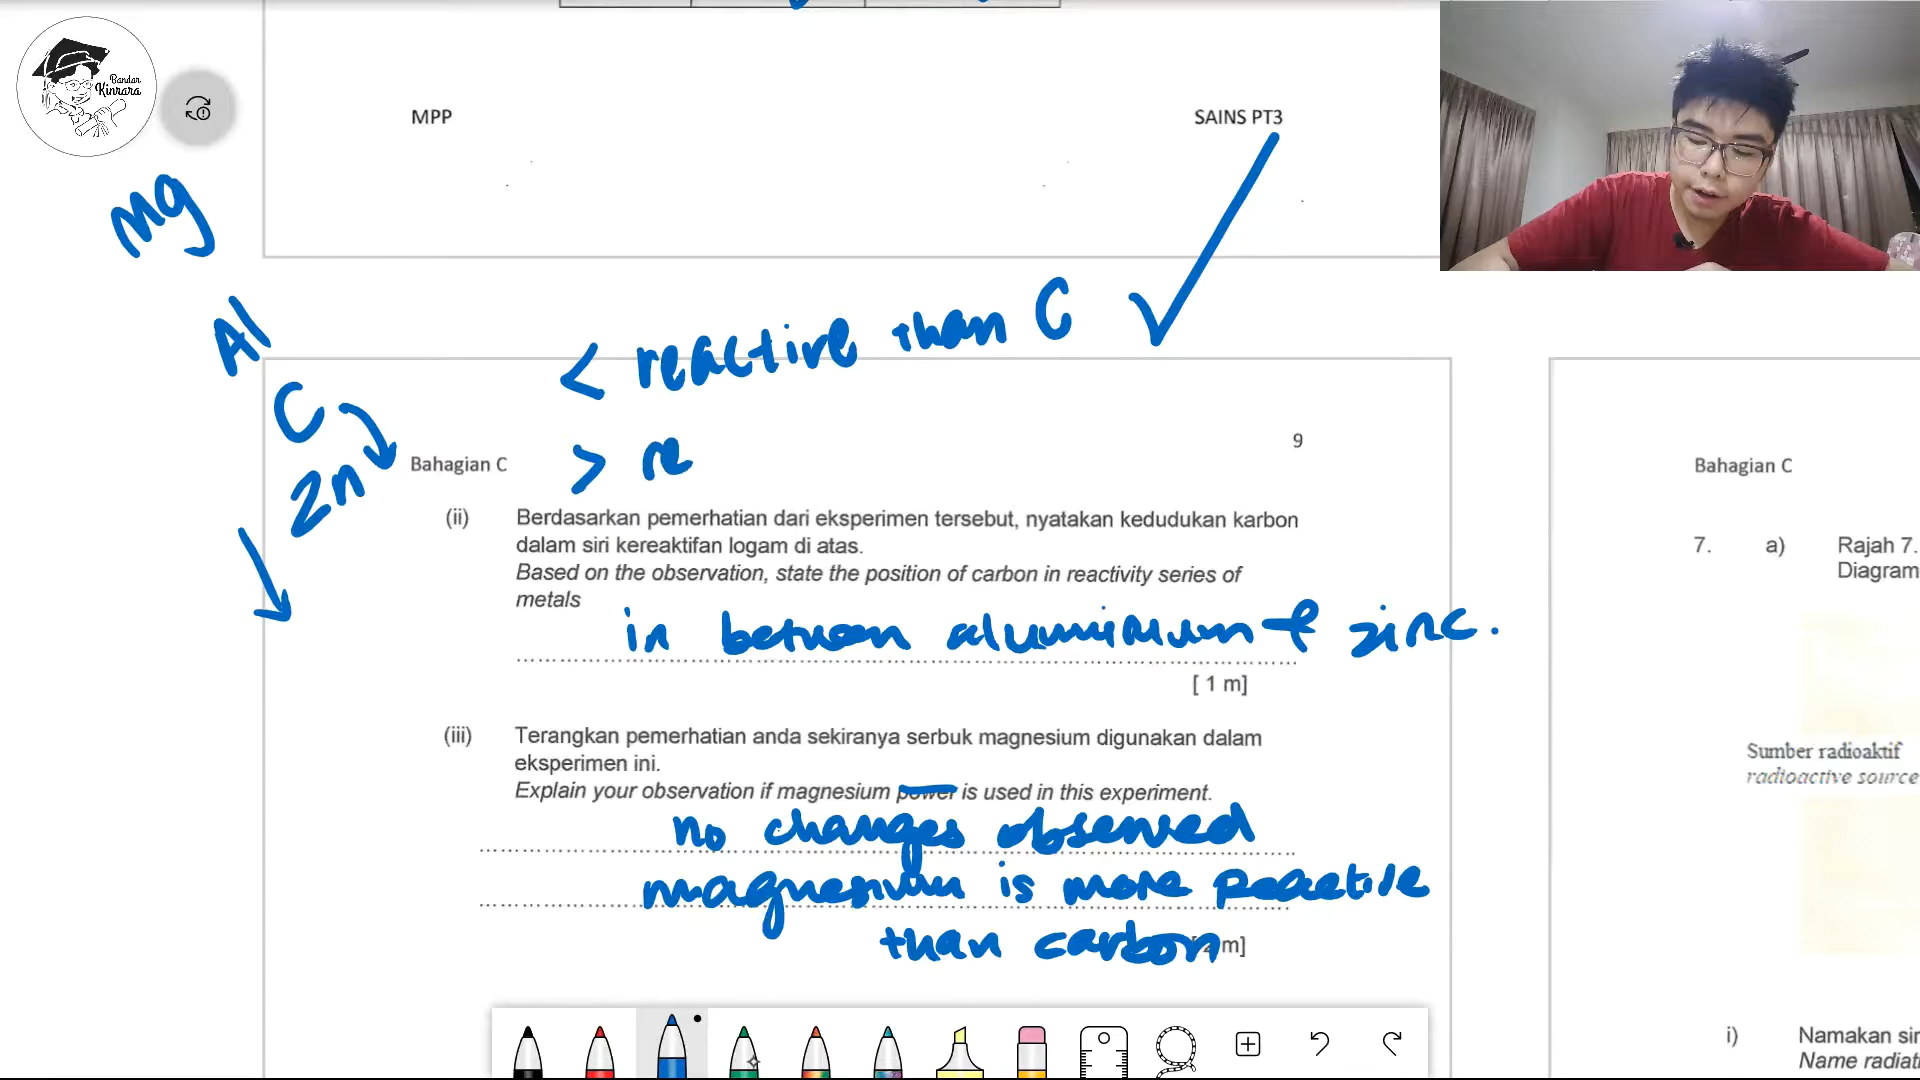 Bandar
Kinrara
MPP
SAINS PT3
Mg
Al
C
Zn
< reactive than C
> re
9
Bahagian C
(ii) Berdasarkan pemerhatian dari eksperimen tersebut, nyatakan kedudukan karbon
dalam siri kereaktifan logam di atas.
Based on the observation, state the position of carbon in reactivity series of
metals
in between aluminium & zinc.
[ 1 m]
(iii) Terangkan pemerhatian anda sekiranya serbuk magnesium digunakan dalam
eksperimen ini.
Explain your observation if magnesium power is used in this experiment.
no changes observed
magnesium is more reactive
than carbon
m]
Bahagian C
7. a) Rajah 7.
Diagram
Sumber radioaktif
radioactive source
i) Namakan sin
Name radiat